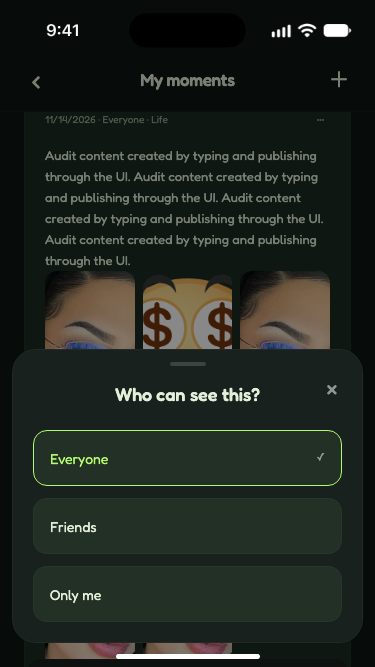 9:41
My moments
11/14/2026 · Everyone · Life
Audit content created by typing and publishing
through the UI. Audit content created by typing
and publishing through the UI. Audit content
created by typing and publishing through the UI.
Audit content created by typing and publishing
through the UI.
$ $
Who can see this?
Everyone
Friends
Only me